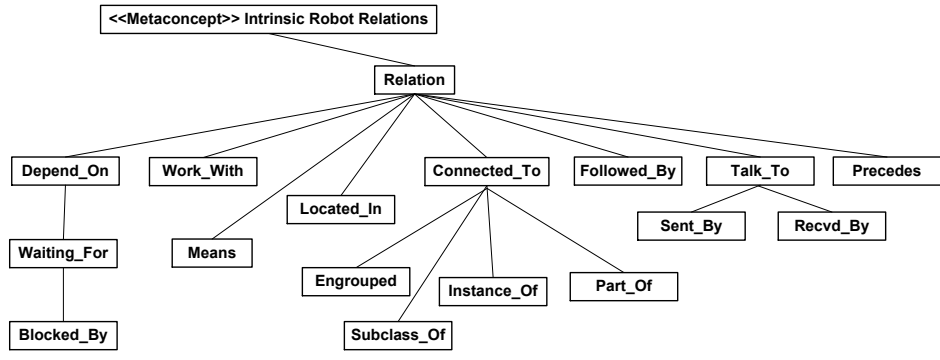 <<Metaconcept>> Intrinsic Robot Relations
Relation
Depend_On
Work_With
Connected_To
Followed_By
Talk_To
Precedes
Located_In
Sent_By
Recvd_By
Waiting_For
Means
Engrouped
Instance_Of
Part_Of
Blocked_By
Subclass_Of